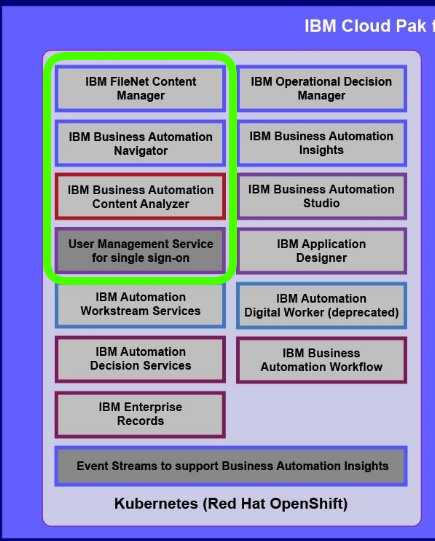 IBM Cloud Pak f
IBM FileNet Content
Manager
IBM Operational Decision
Manager
IBM Business Automation
Navigator
IBM Business Automation
Insights
IBM Business Automation
Content Analyzer
IBM Business Automation
Studio
User Management Service
for single sign-on
IBM Application
Designer
IBM Automation
Workstream Services
IBM Automation
Digital Worker (deprecated)
IBM Automation
Decision Services
IBM Business
Automation Workflow
IBM Enterprise
Records
Event Streams to support Business Automation Insights
Kubernetes (Red Hat OpenShift)